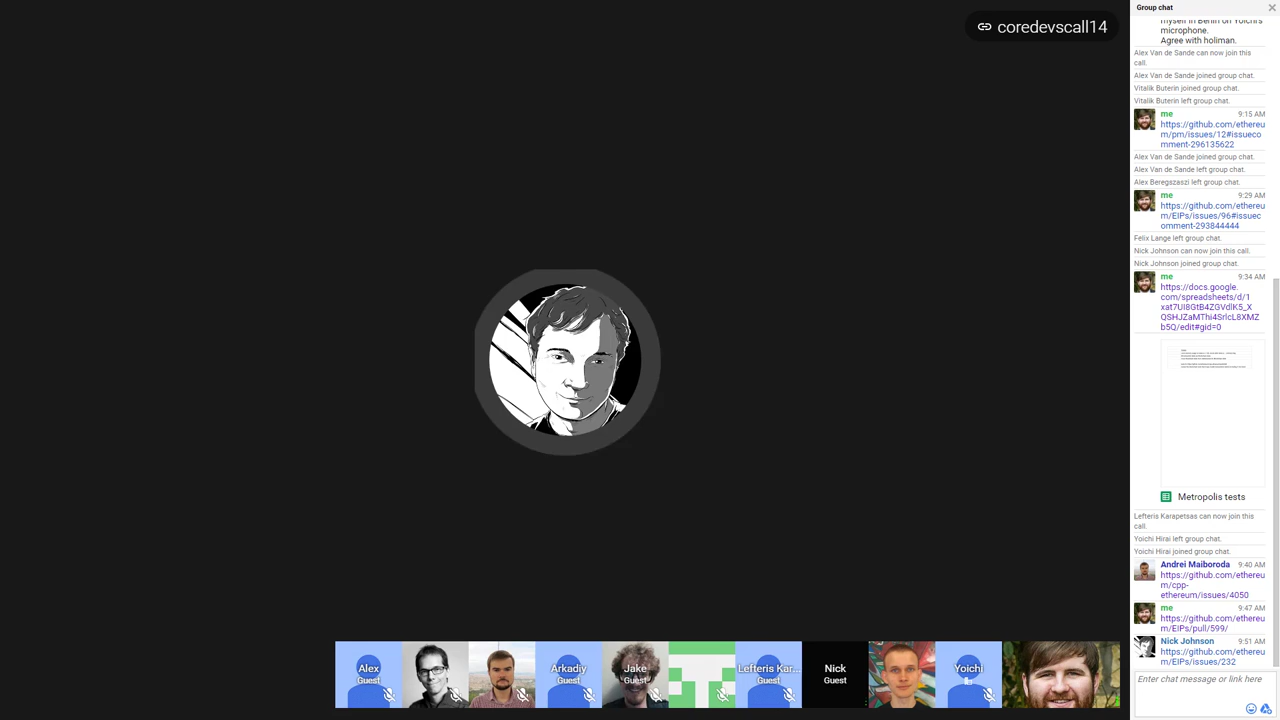 coredevscall14
Group chat
myself in Berlin on Yoichi's
microphone.
Agree with holiman.
Alex Van de Sande can now join this
call.
Alex Van de Sande joined group chat.
Vitalik Buterin joined group chat.
Vitalik Buterin left group chat.
me 9:15 AM
https://github.com/ethereu
m/pm/issues/12#issueco
mment-296135622
Alex Van de Sande joined group chat.
Alex Van de Sande left group chat.
Alex Beregszaszi left group chat.
me 9:29 AM
https://github.com/ethereu
m/EIPs/issues/96#issuec
omment-293844444
Felix Lange left group chat.
Nick Johnson can now join this call.
Nick Johnson joined group chat.
me 9:34 AM
https://docs.google.
com/spreadsheets/d/1
xat7UI8GtB4ZGVdlK5_X
QSHJZaMThi4SrlcL8XMZ
b5Q/edit#gid=0
Metropolis tests
Lefteris Karapetsas can now join this
call.
Yoichi Hirai left group chat.
Yoichi Hirai joined group chat.
Andrei Maiboroda 9:40 AM
https://github.com/ethereu
m/cpp-
ethereum/issues/4050
me 9:47 AM
https://github.com/ethereu
m/EIPs/pull/599/
Nick Johnson 9:51 AM
https://github.com/ethereu
m/EIPs/issues/232
Enter chat message or link here
Alex
Guest
Arkadiy
Guest
Jake
Guest
Lefteris Kar...
Guest
Nick
Guest
Yoichi